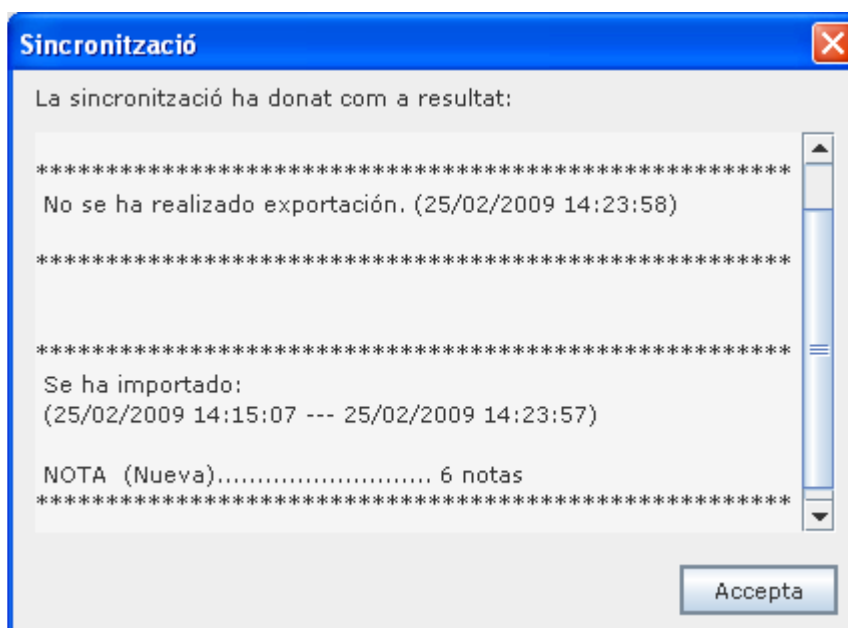 Sincronització
La sincronització ha donat com a resultat:
******************************************************
No se ha realizado exportación. (25/02/2009 14:23:58)
******************************************************
******************************************************
Se ha importado:
(25/02/2009 14:15:07 --- 25/02/2009 14:23:57)
NOTA (Nueva)........................... 6 notas
******************************************************
Accepta